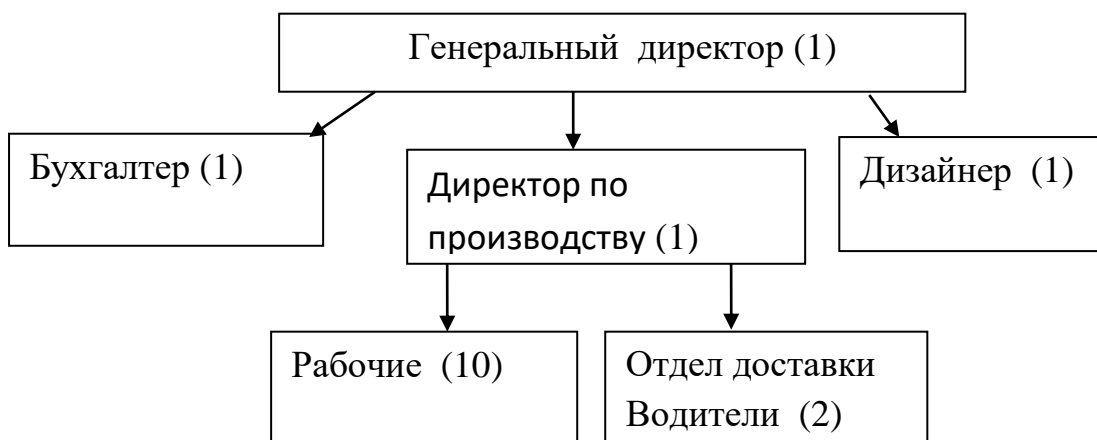 Генеральный директор (1)
Бухгалтер (1)
Директор по
производству (1)
Дизайнер (1)
Рабочие (10)
Отдел доставки
Водители (2)